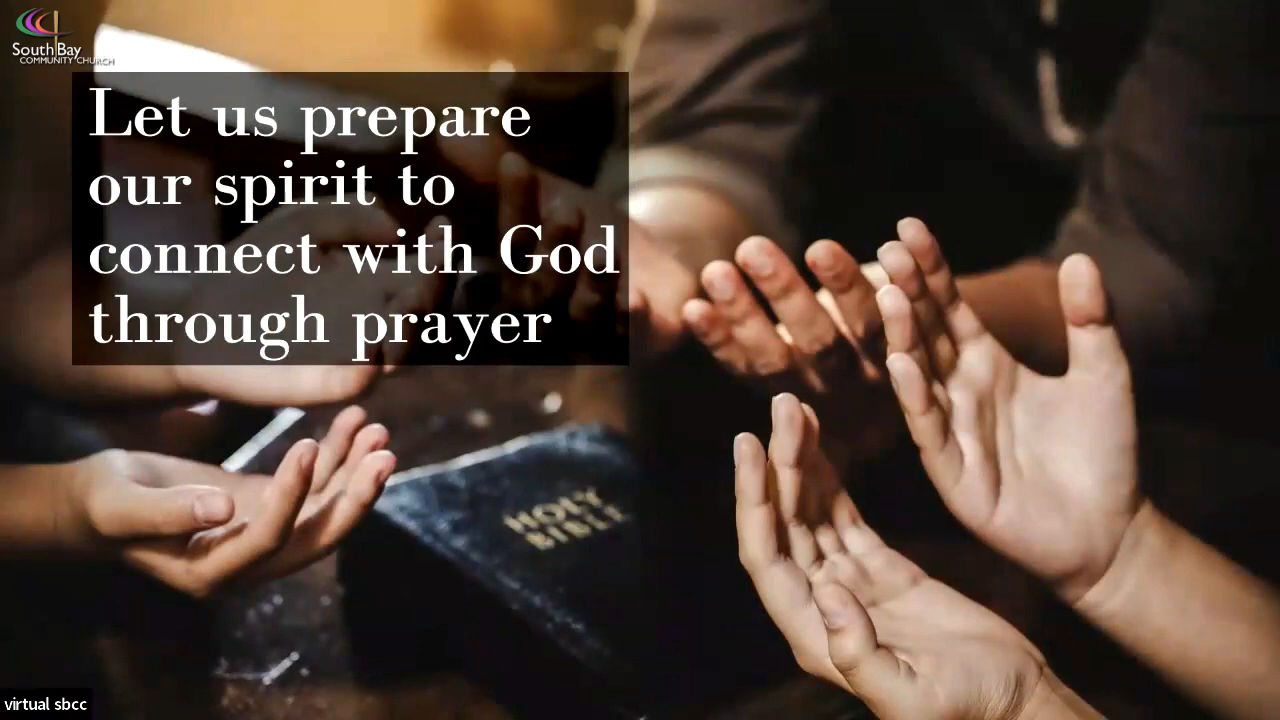 South Bay
COMMUNITY CHURCH
Let us prepare
our spirit to
connect with God
through prayer
HOLY
BIBLE
virtual sbcc